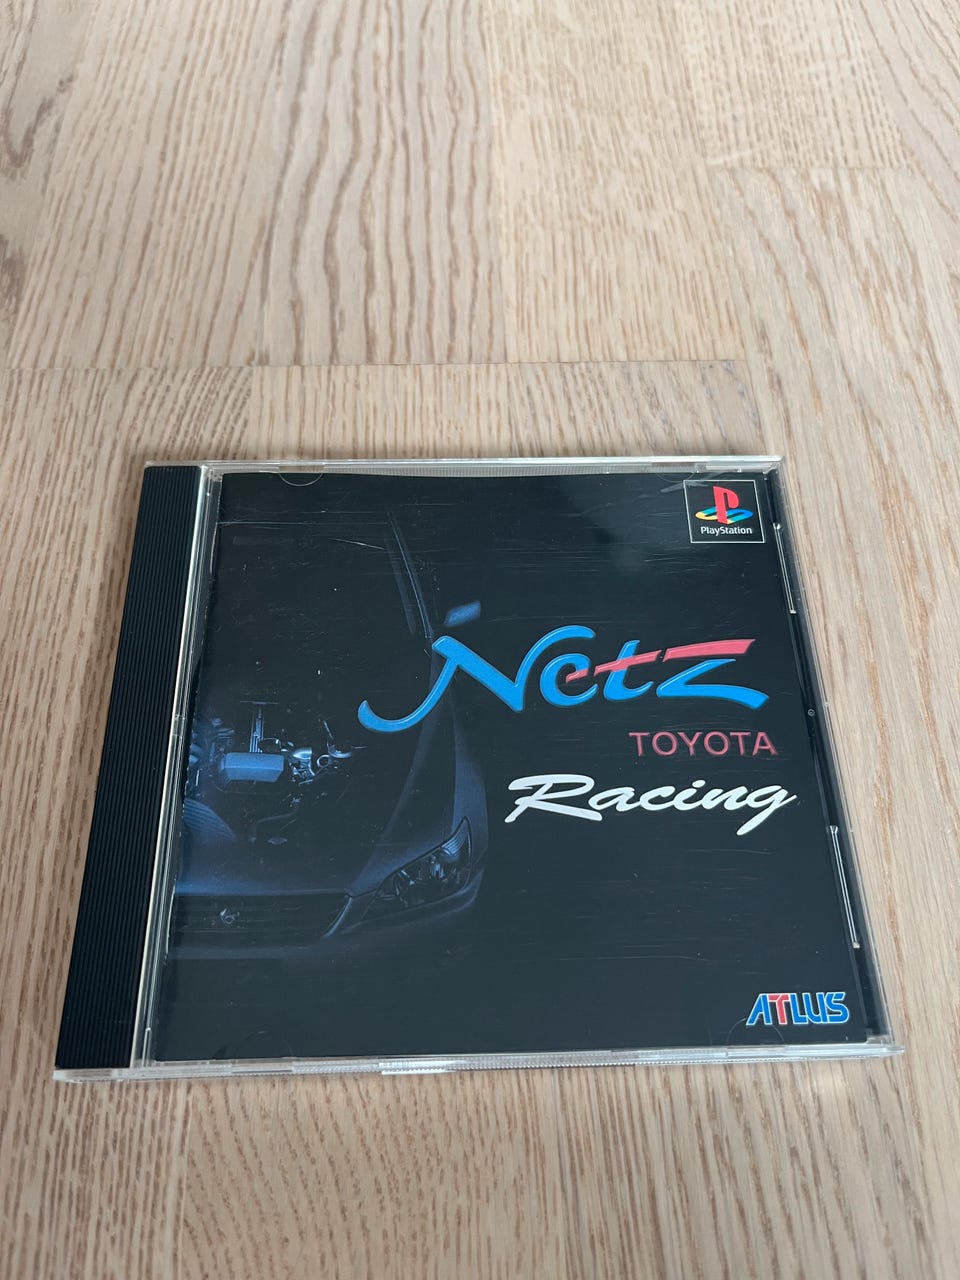 PlayStation
Netz
TOYOTA
Racing
ATLUS